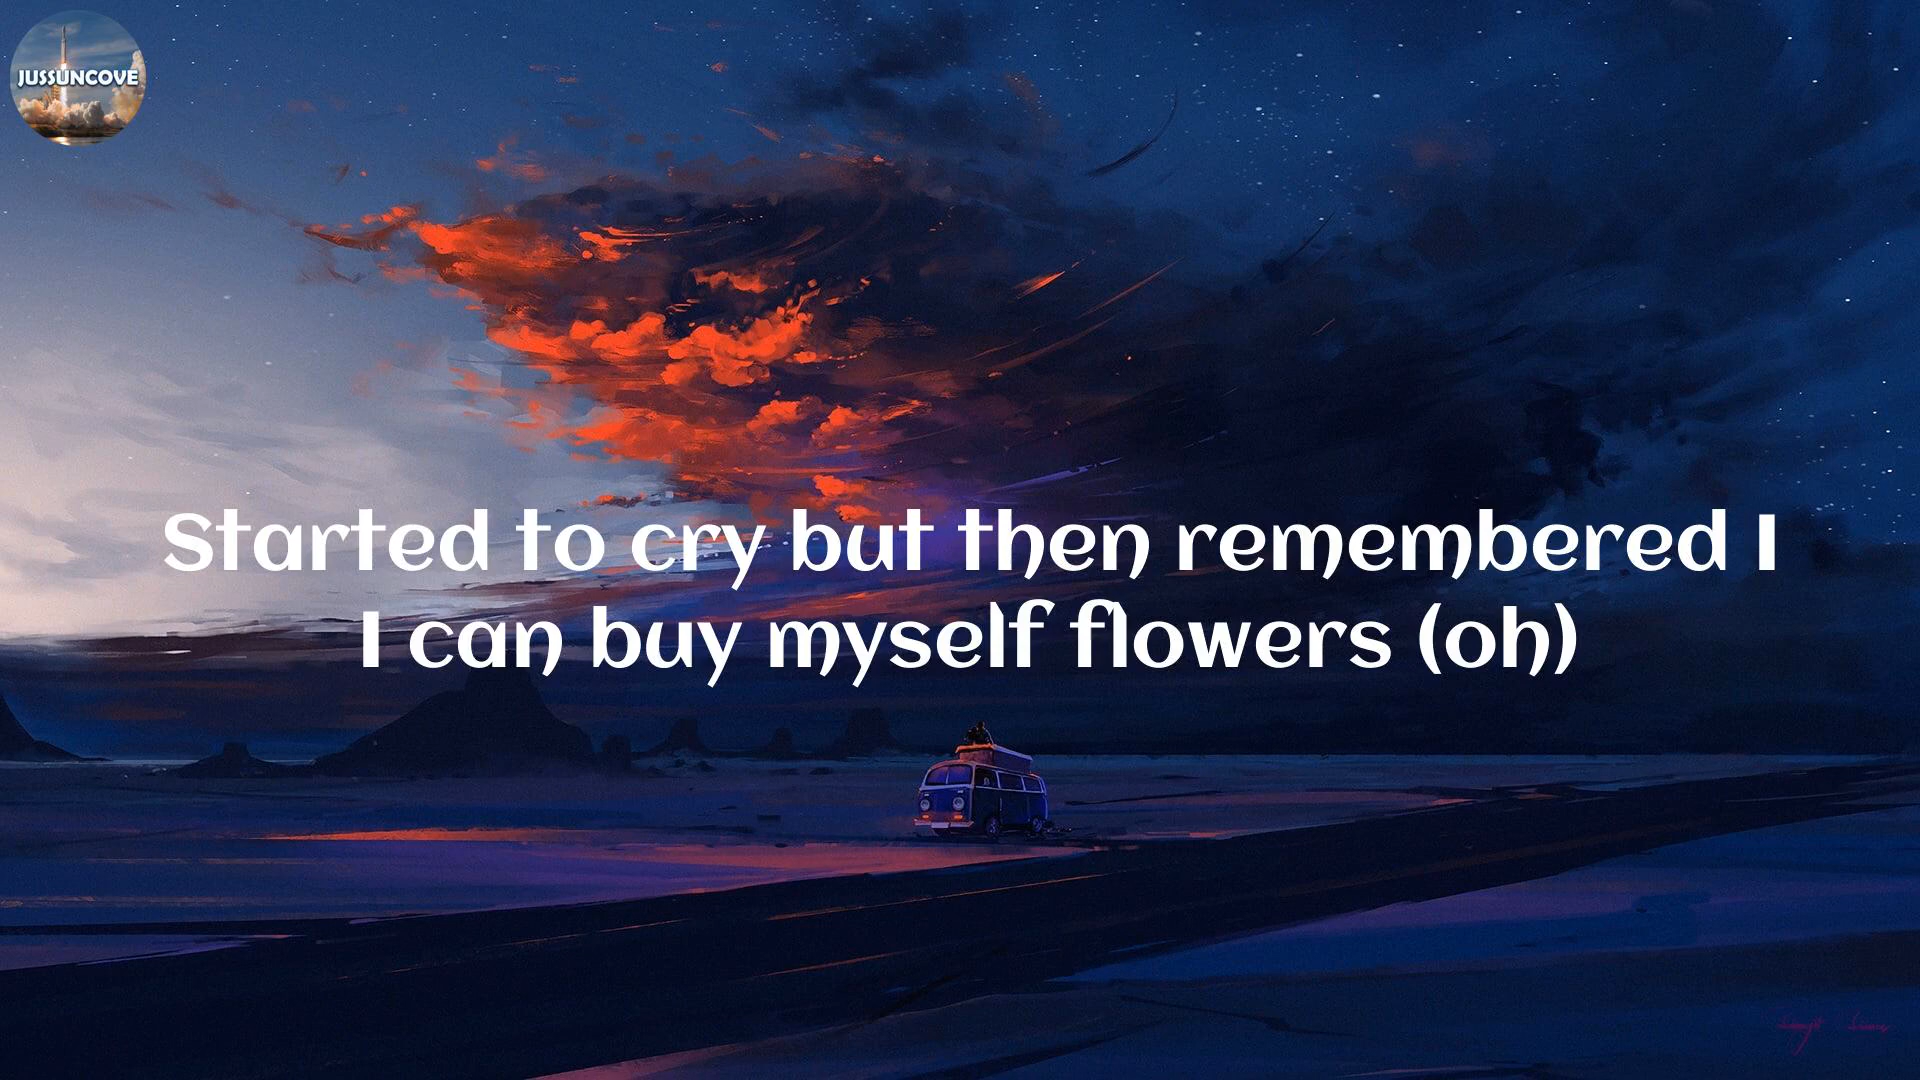 JUSSUNCOVE
Started to cry but then remembered I
I can buy myself flowers (oh)